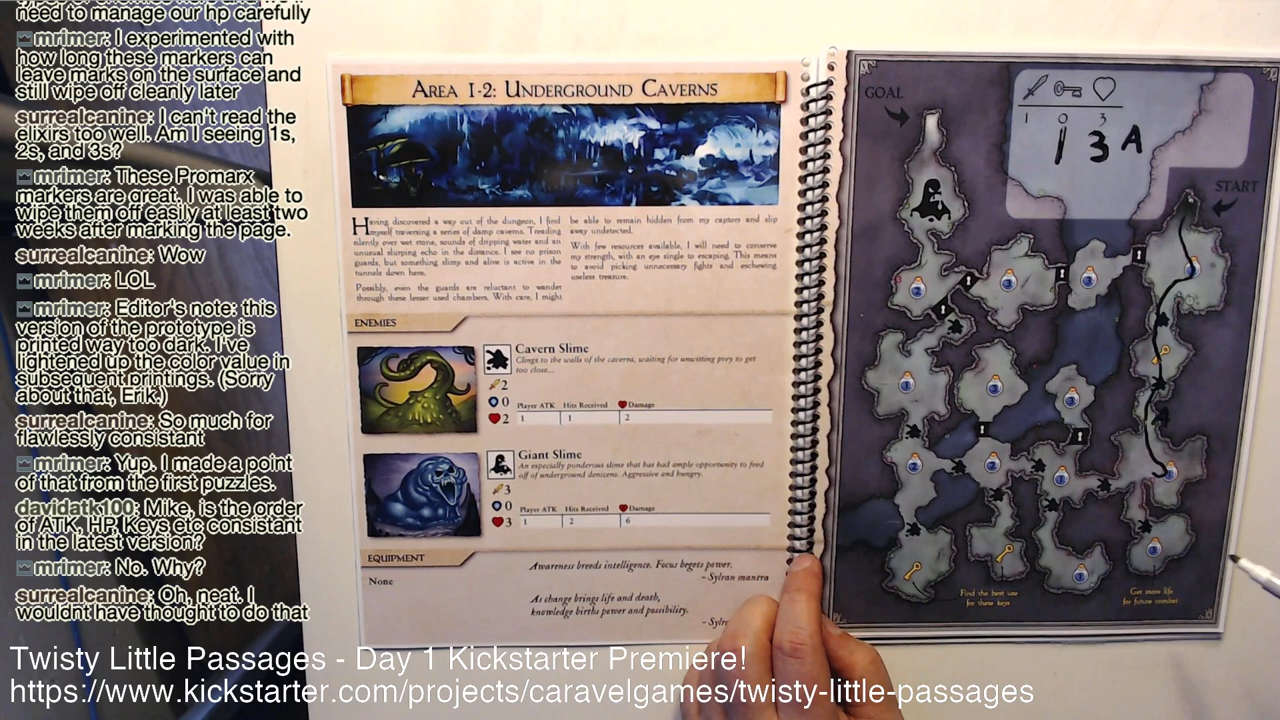 need to manage our hp carefully
mrimer: I experimented with
how long these markers can
leave marks on the surface and
still wipe off cleanly later
surrealcanine: I can't read the
elixirs too well. Am I seeing 1s,
2s, and 3s?
mrimer: These Promarx
markers are great. I was able to
wipe them off easily at least two
weeks after marking the page.
surrealcanine: Wow
mrimer: LOL
mrimer: Editor's note: this
version of the prototype is
printed way too dark. I've
lightened up the color value in
subsequent printings. (Sorry
about that, Erik.)
surrealcanine: So much for
flawlessly consistant
mrimer: Yup. I made a point
of that from the first puzzles.
davidatk100: Mike, is the order
of ATK, HP, Keys etc consistant
in the latest version?
mrimer: No. Why?
surrealcanine: Oh, neat. I
wouldnt have thought to do that
Area 1-2: Underground Caverns
Having discovered a way out of the dungeon, I find
myself traversing a series of damp caverns. Treading
silently over wet stone, sounds of dripping water and an
unusual slurping echo in the distance. I see no prison
guards, but something slimy and alive is active in the
tunnels down here.
Possibly, even the guards are reluctant to wander
through these lesser used chambers. With care, I might
be able to remain hidden from my captors and slip
away undetected.
With few resources available, I will need to conserve
my strength, with an eye single to escaping. This means
to avoid picking unnecessary fights and eschewing
useless treasure.
Enemies
Cavern Slime
Clings to the walls of the caverns, waiting for unwitting prey to get
too close...
2
0
2
Player ATK Hits Received Damage
1 1 2
Giant Slime
An especially ponderous slime that has had ample opportunity to feed
off of underground denizens. Aggressive and hungry.
3
0
3
Player ATK Hits Received Damage
1 2 6
Equipment
None
Awareness breeds intelligence. Focus begets power.
- Sylran mantra
As change brings life and death,
knowledge births power and possibility.
- Sylr
GOAL
1 0 3
1 3 A
START
2
3
3
1
3
3
2
2
1
1
3
Find the best use
for these keys
Get more life
for future combat
Twisty Little Passages - Day 1 Kickstarter Premiere!
https://www.kickstarter.com/projects/caravelgames/twisty-little-passages